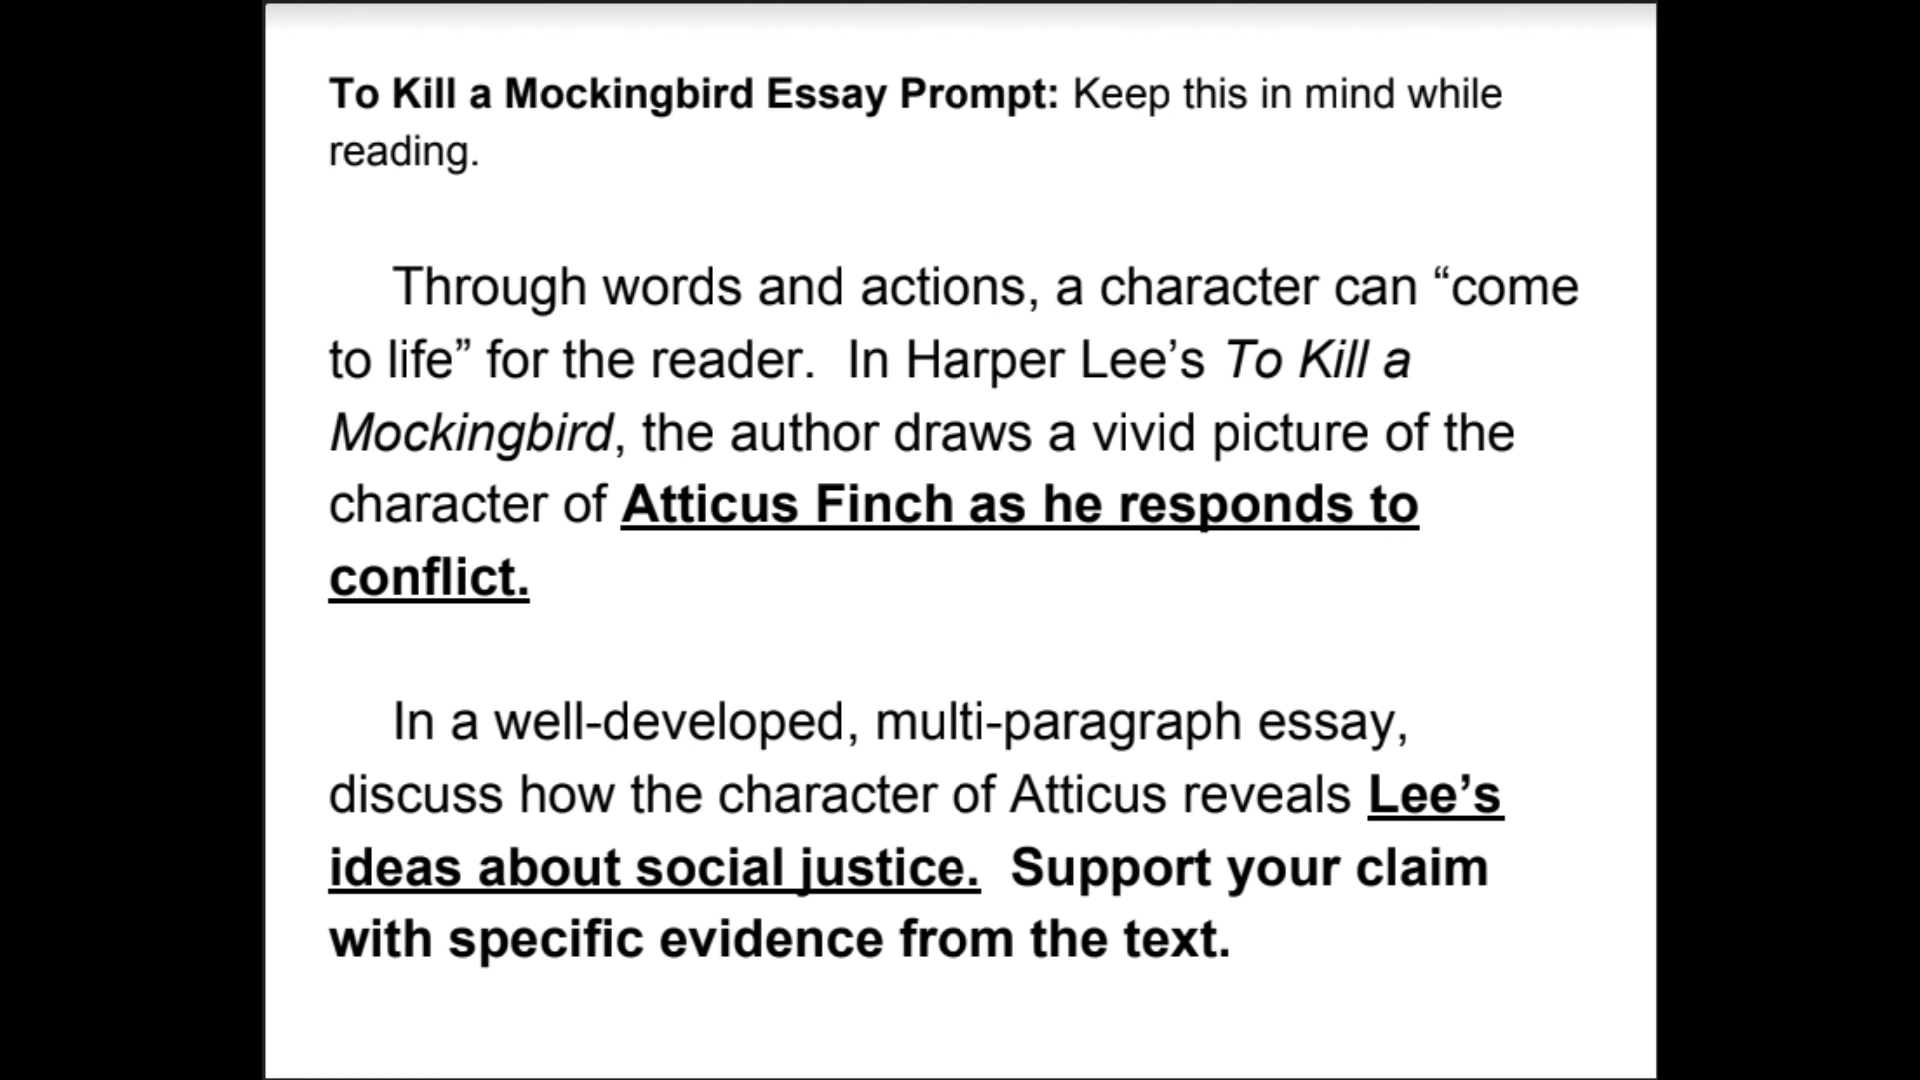 To Kill a Mockingbird Essay Prompt: Keep this in mind while
reading.
Through words and actions, a character can “come
to life” for the reader.  In Harper Lee’s To Kill a
Mockingbird, the author draws a vivid picture of the
character of Atticus Finch as he responds to
conflict.
In a well-developed, multi-paragraph essay,
discuss how the character of Atticus reveals Lee’s
ideas about social justice.  Support your claim
with specific evidence from the text.